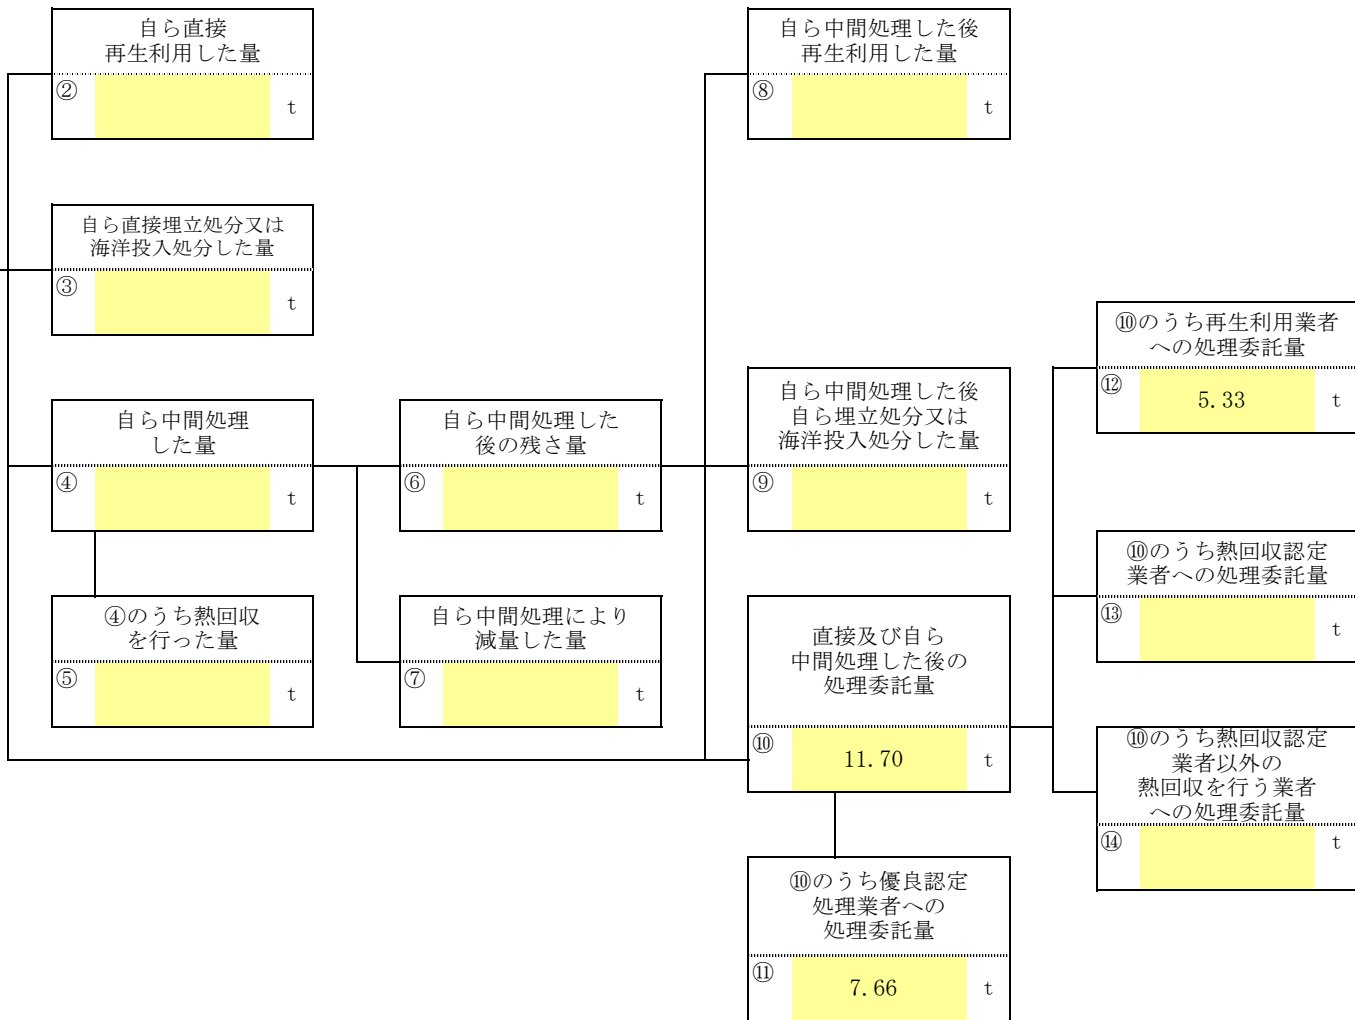 自ら直接
再生利用した量
②
t
自ら中間処理した後
再生利用した量
⑧
t
自ら直接埋立処分又は
海洋投入処分した量
③
t
⑩のうち再生利用業者
への処理委託量
⑫
5.33
t
自ら中間処理
した量
④
t
自ら中間処理した
後の残さ量
⑥
t
自ら中間処理した後
自ら埋立処分又は
海洋投入処分した量
⑨
t
⑩のうち熱回収認定
業者への処理委託量
⑬
t
④のうち熱回収
を行った量
⑤
t
自ら中間処理により
減量した量
⑦
t
直接及び自ら
中間処理した後の
処理委託量
⑩
11.70
t
⑩のうち熱回収認定
業者以外の
熱回収を行う業者
への処理委託量
⑭
t
⑩のうち優良認定
処理業者への
処理委託量
⑪
7.66
t